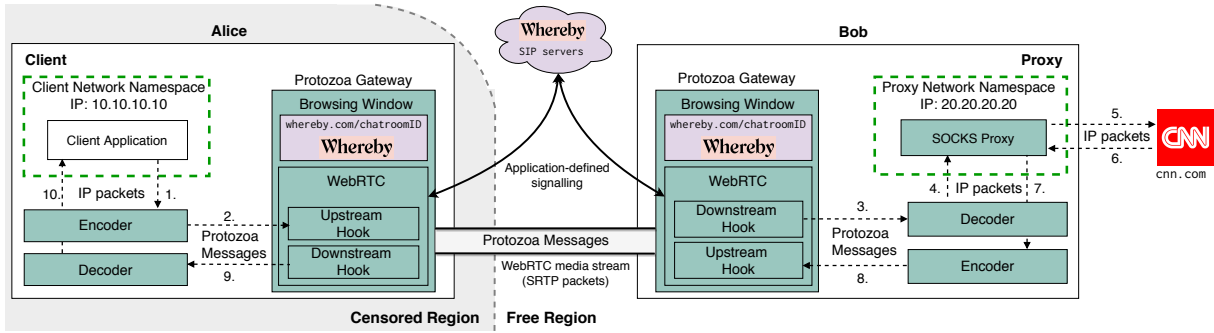 Alice
Client
Client Network Namespace
IP: 10.10.10.10
Client Application
10.
IP packets
1.
Encoder
2.
Protozoa
Messages
Decoder
9.
Protozoa Gateway
Browsing Window
whereby.com/chatroomID
Whereby
WebRTC
Upstream
Hook
Downstream
Hook
Censored Region
Whereby
SIP servers
Application-defined
signalling
Protozoa Messages
WebRTC media stream
(SRTP packets)
Free Region
Bob
Proxy
Protozoa Gateway
Browsing Window
whereby.com/chatroomID
Whereby
WebRTC
Downstream
Hook
Upstream
Hook
3.
Protozoa
Messages
8.
Proxy Network Namespace
IP: 20.20.20.20
SOCKS Proxy
4.
IP packets
7.
Decoder
Encoder
5.
IP packets
6.
CNN
cnn.com